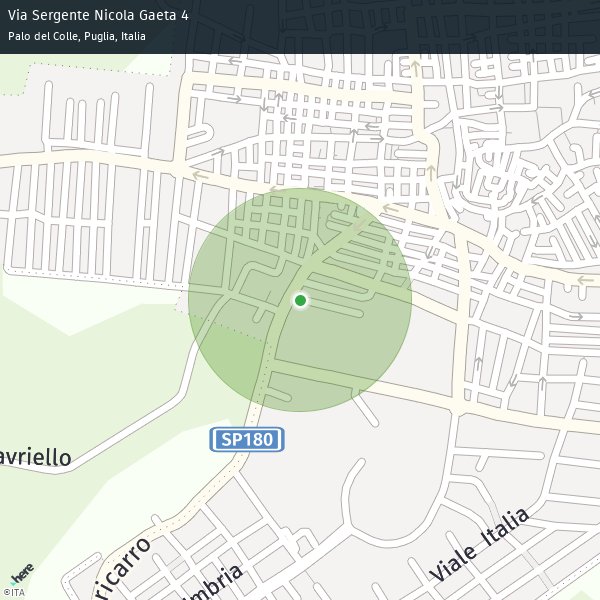 Via Sergente Nicola Gaeta 4
Palo del Colle, Puglia, Italia
SP180
avriello
Viale Italia
ricarro
mbria
here
©ITA